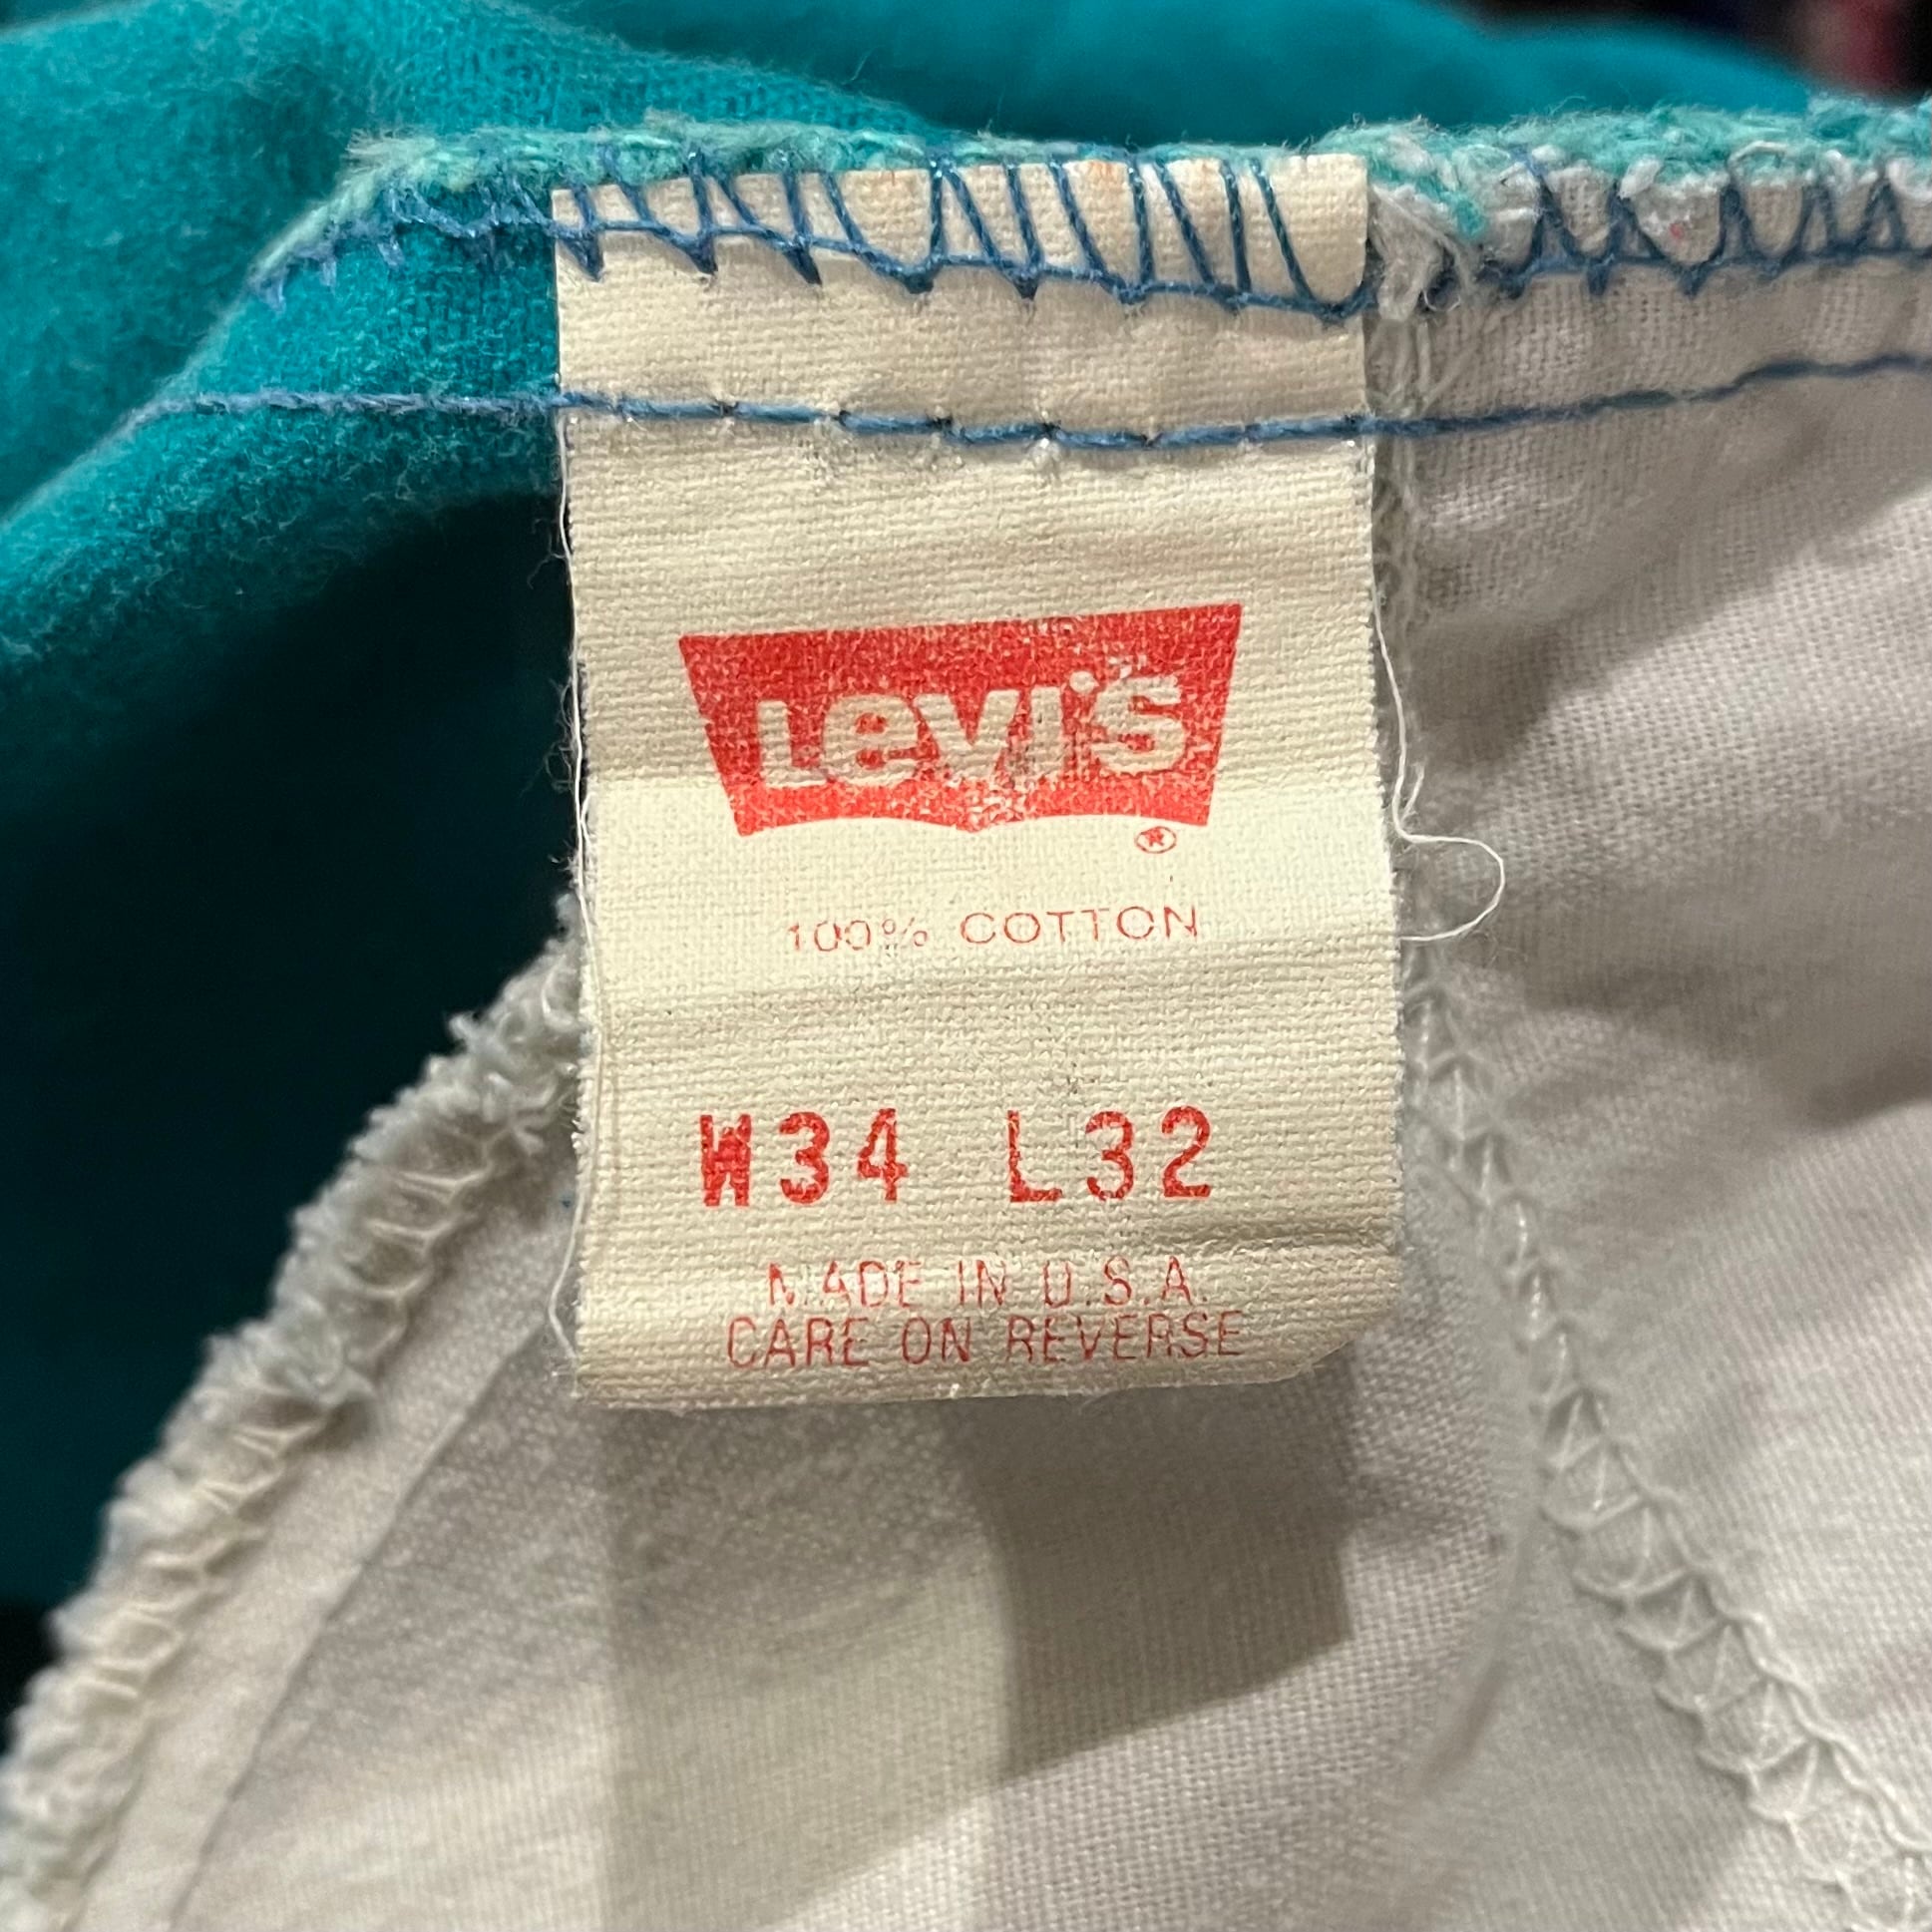 Levi's
®
100% COTTON
W34 L32
MADE IN U.S.A.
CARE ON REVERSE